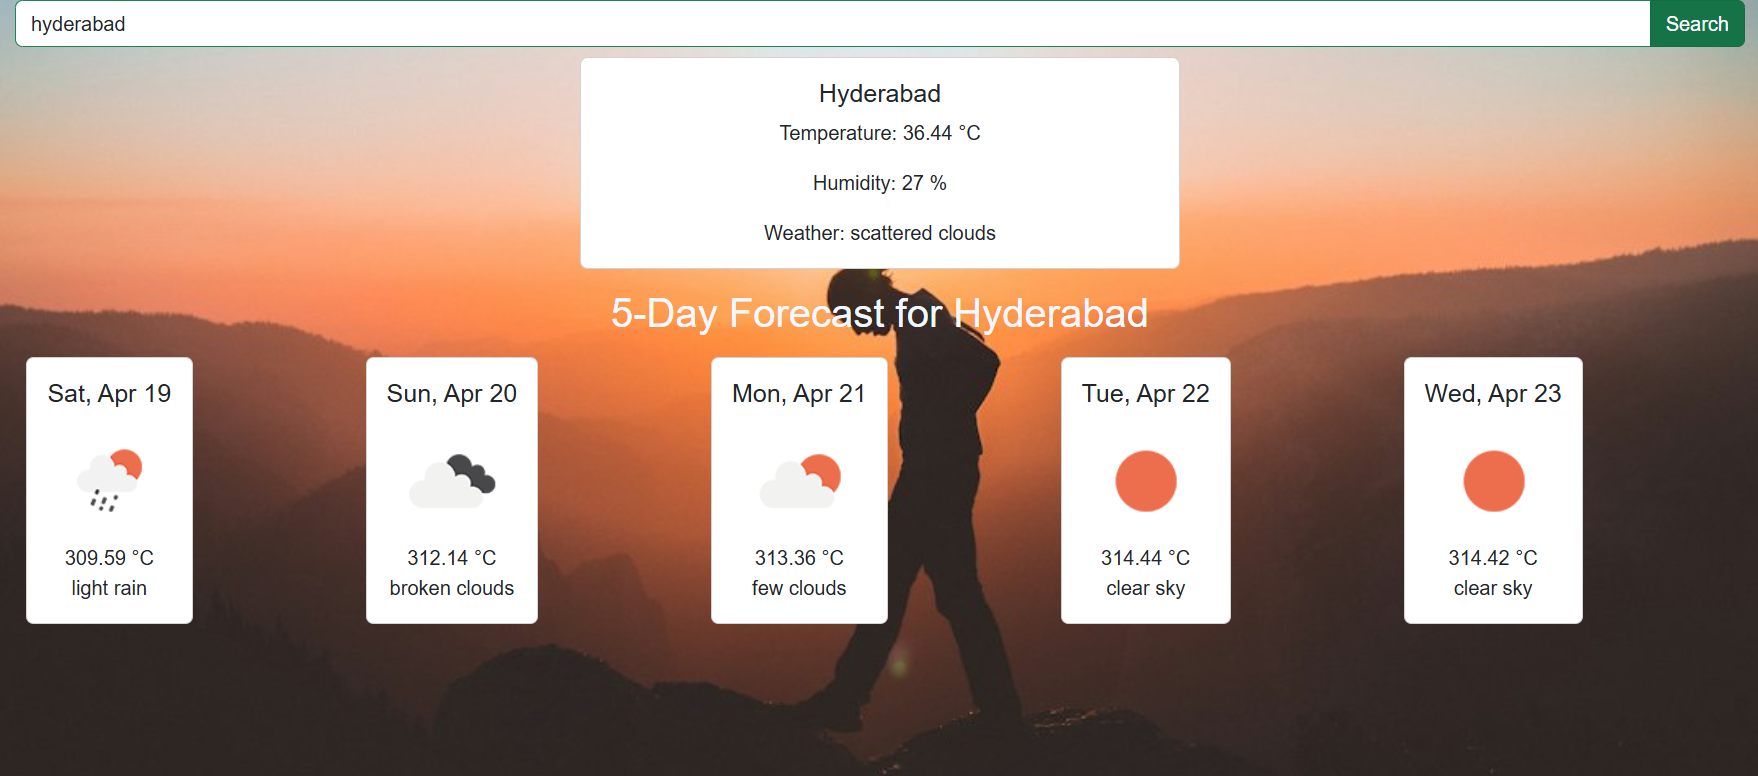 hyderabad
Search
Hyderabad
Temperature: 36.44 °C
Humidity: 27 %
Weather: scattered clouds
5-Day Forecast for Hyderabad
Sat, Apr 19
309.59 °C
light rain
Sun, Apr 20
312.14 °C
broken clouds
Mon, Apr 21
313.36 °C
few clouds
Tue, Apr 22
314.44 °C
clear sky
Wed, Apr 23
314.42 °C
clear sky